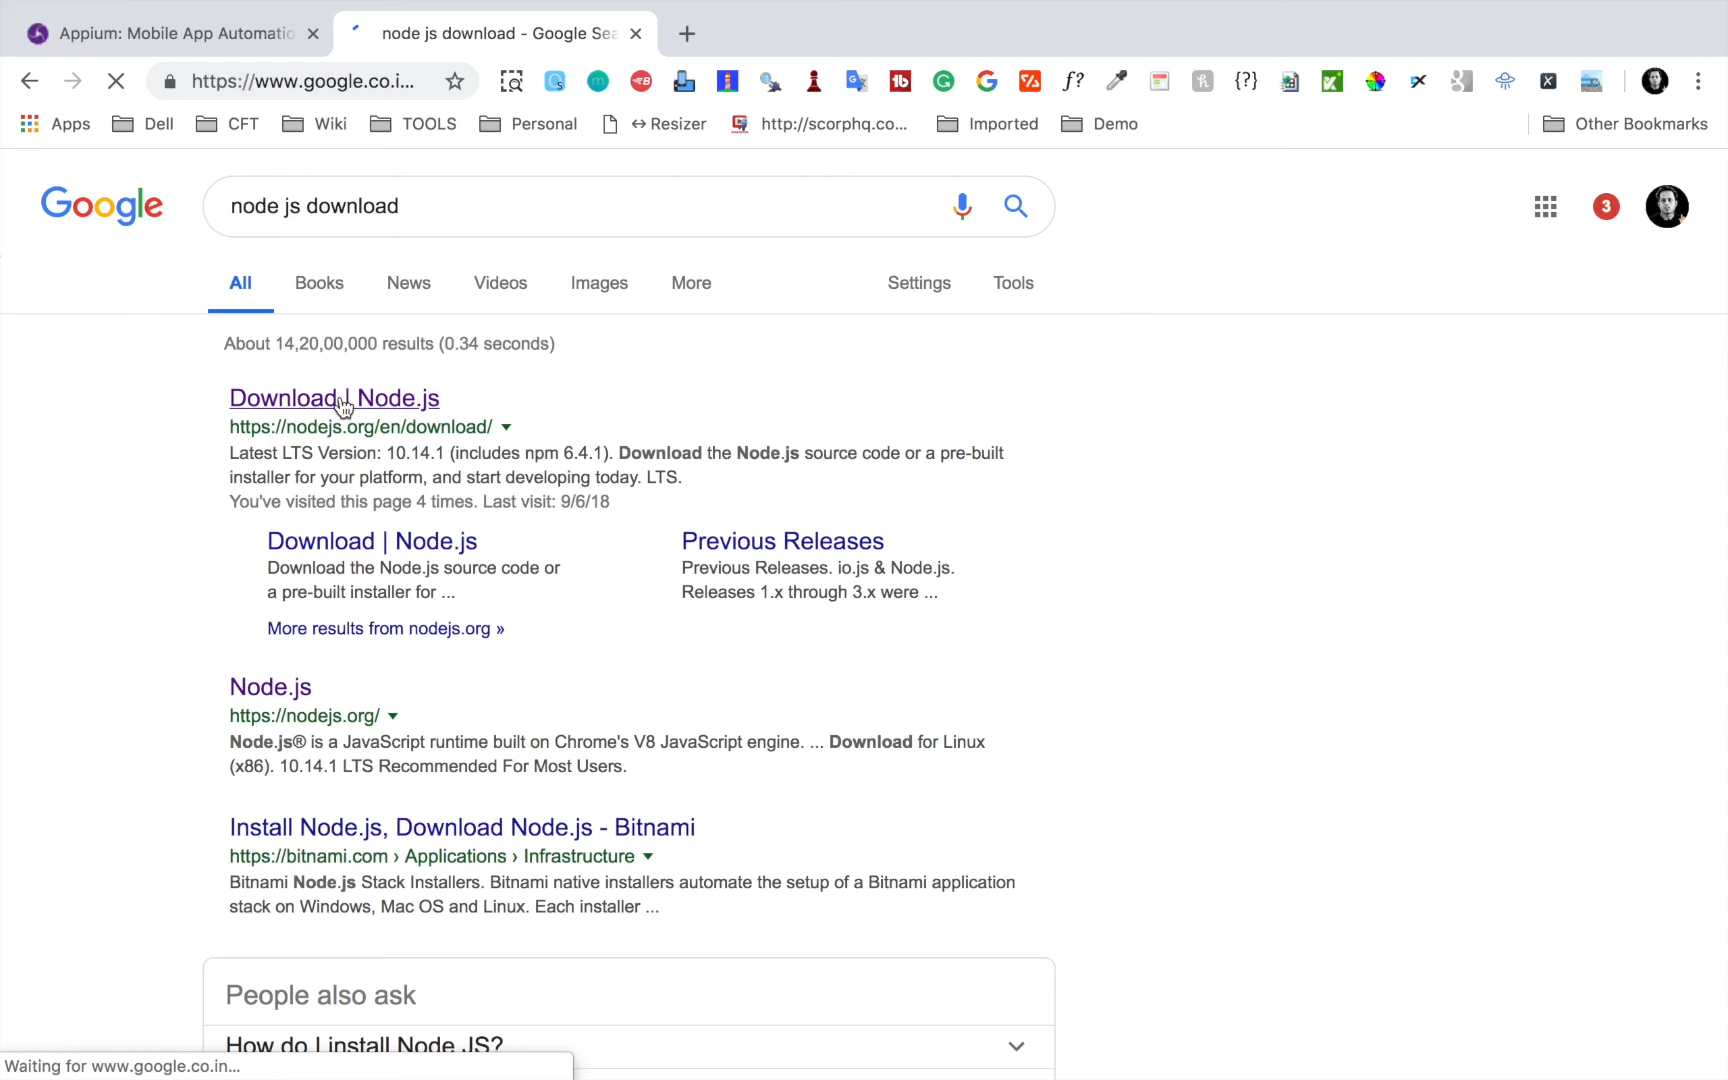 Appium: Mobile App Automatio
node js download - Google Sea
https://www.google.co.i...
Apps
Dell
CFT
Wiki
TOOLS
Personal
↔Resizer
http://scorphq.co...
Imported
Demo
Other Bookmarks
Google
node js download
3
All
Books
News
Videos
Images
More
Settings
Tools
About 14,20,00,000 results (0.34 seconds)
Download | Node.js
https://nodejs.org/en/download/
Latest LTS Version: 10.14.1 (includes npm 6.4.1). Download the Node.js source code or a pre-built
installer for your platform, and start developing today. LTS.
You've visited this page 4 times. Last visit: 9/6/18
Download | Node.js
Download the Node.js source code or
a pre-built installer for ...
Previous Releases
Previous Releases. io.js & Node.js.
Releases 1.x through 3.x were ...
More results from nodejs.org »
Node.js
https://nodejs.org/
Node.js® is a JavaScript runtime built on Chrome's V8 JavaScript engine. ... Download for Linux
(x86). 10.14.1 LTS Recommended For Most Users.
Install Node.js, Download Node.js - Bitnami
https://bitnami.com › Applications › Infrastructure
Bitnami Node.js Stack Installers. Bitnami native installers automate the setup of a Bitnami application
stack on Windows, Mac OS and Linux. Each installer ...
People also ask
How do I install Node JS?
Waiting for www.google.co.in...